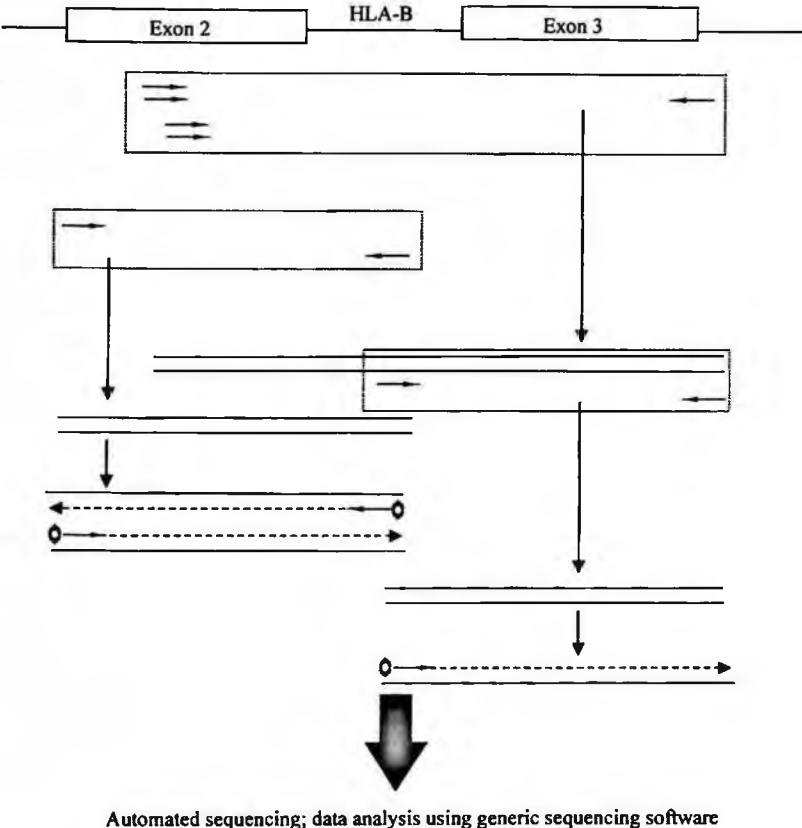 HLA-B
Exon 2
Exon 3
Automated sequencing; data analysis using generic sequencing software